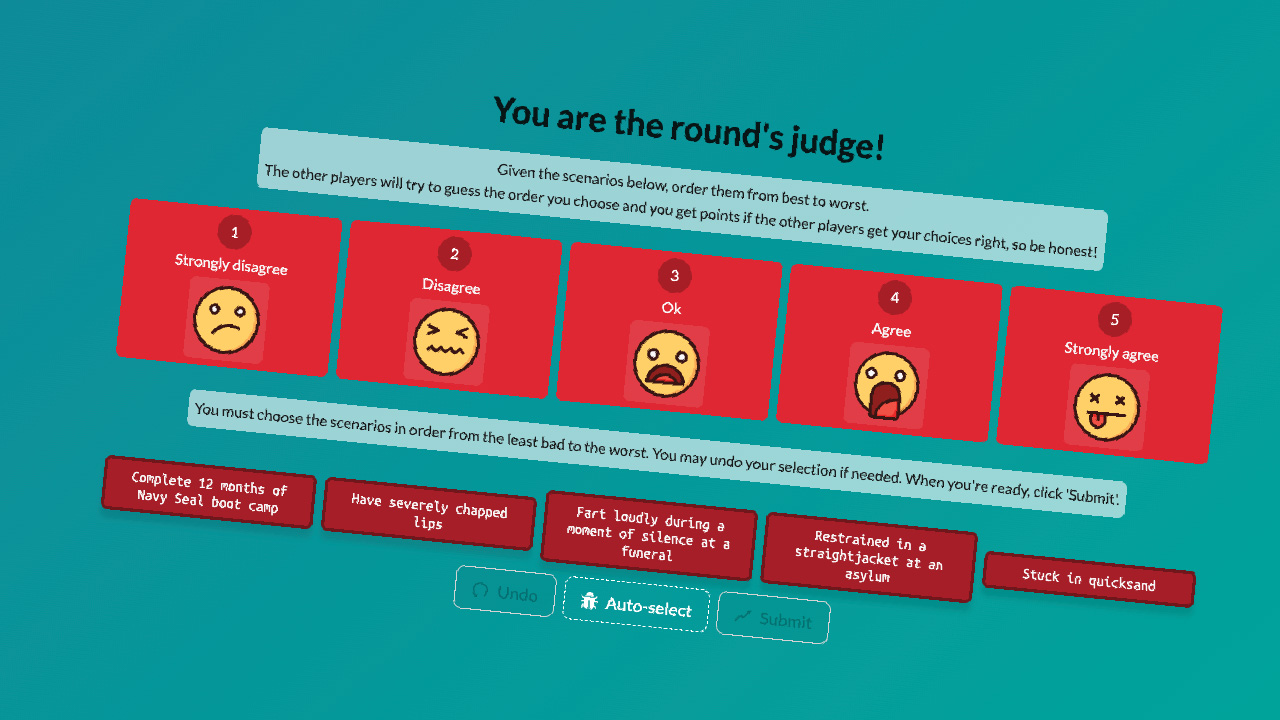 You are the round's judge!
Given the scenarios below, order them from best to worst.
The other players will try to guess the order you choose and you get points if the other players get your choices right, so be honest!
1
Strongly disagree
2
Disagree
3
Ok
4
Agree
5
Strongly agree
You must choose the scenarios in order from the least bad to the worst. You may undo your selection if needed. When you're ready, click 'Submit'.
Complete 12 months of
Navy Seal boot camp
Have severely chapped
lips
Fart loudly during a
moment of silence at a
funeral
Restrained in a
straightjacket at an
asylum
Stuck in quicksand
Undo
Auto-select
Submit